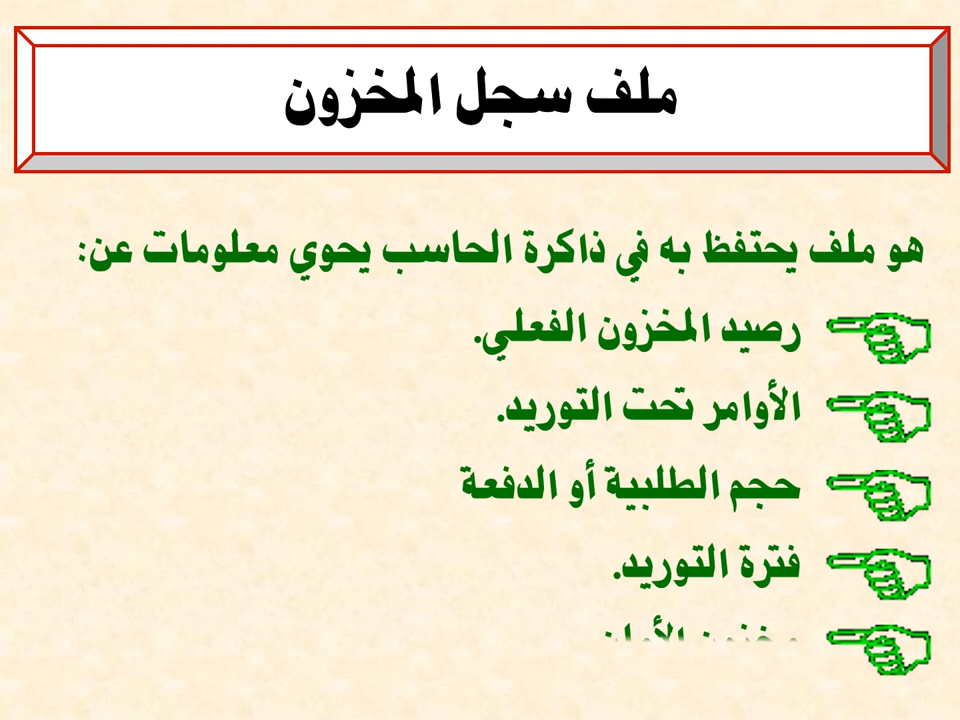 ملف سجل المخزون
هو ملف يحتفظ به في ذاكرة الحاسب يحوي معلومات عن:
رصيد المخزون الفعلي.
الأوامر تحت التوريد.
حجم الطلبية أو الدفعة
فترة التوريد.